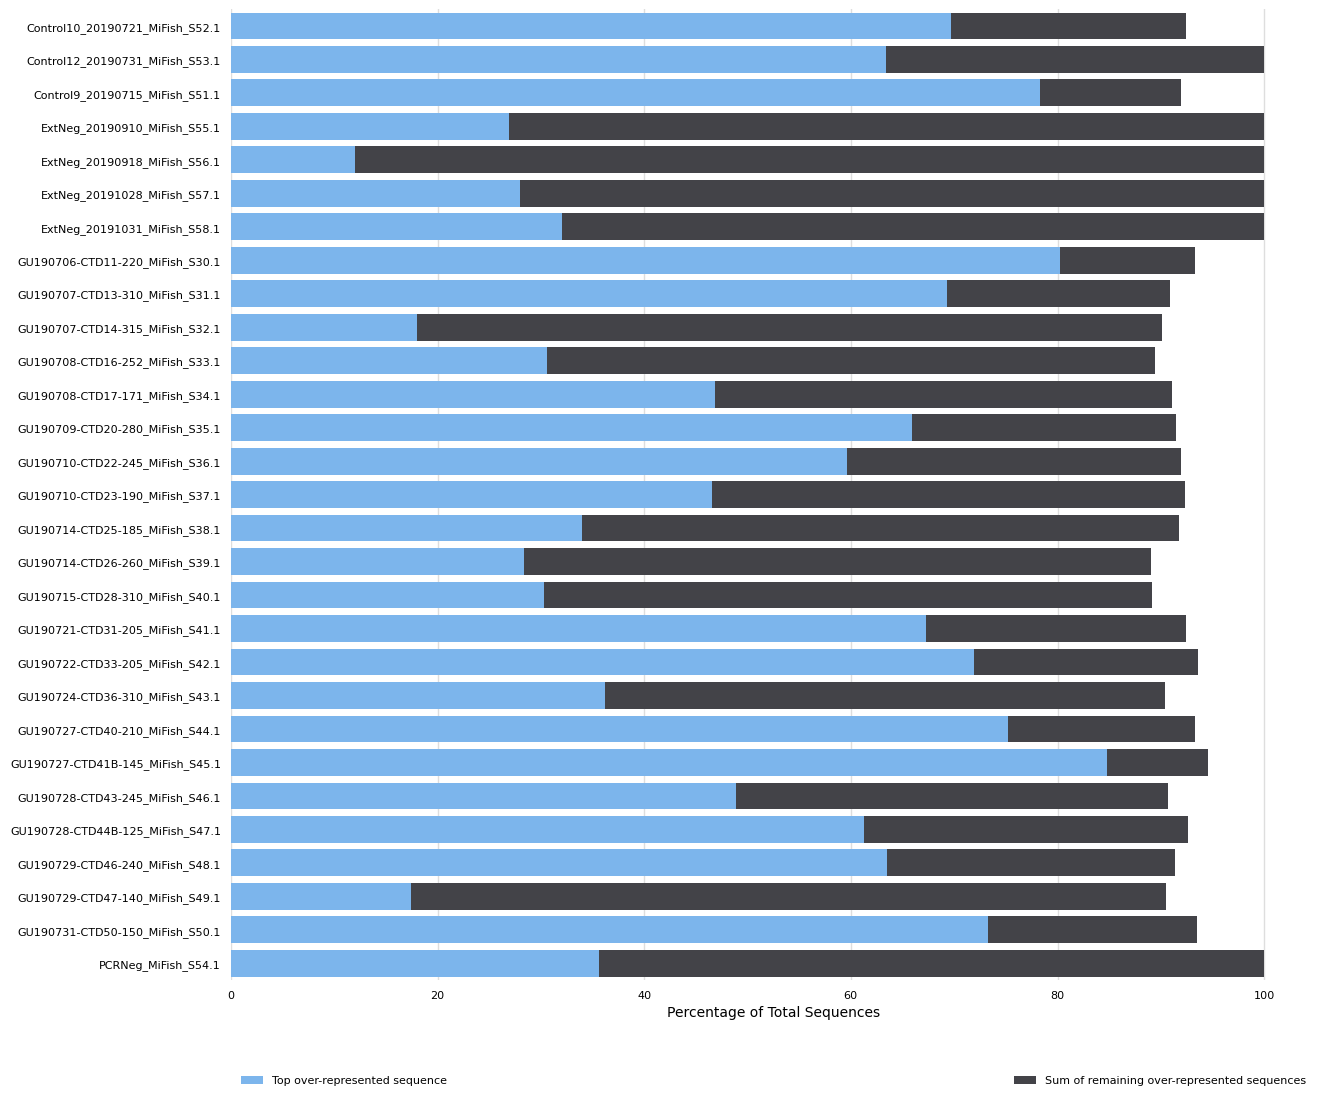 Control10_20190721_MiFish_S52.1
Control12_20190731_MiFish_S53.1
Control9_20190715_MiFish_S51.1
ExtNeg_20190910_MiFish_S55.1
ExtNeg_20190918_MiFish_S56.1
ExtNeg_20191028_MiFish_S57.1
ExtNeg_20191031_MiFish_S58.1
GU190706-CTD11-220_MiFish_S30.1
GU190707-CTD13-310_MiFish_S31.1
GU190707-CTD14-315_MiFish_S32.1
GU190708-CTD16-252_MiFish_S33.1
GU190708-CTD17-171_MiFish_S34.1
GU190709-CTD20-280_MiFish_S35.1
GU190710-CTD22-245_MiFish_S36.1
GU190710-CTD23-190_MiFish_S37.1
GU190714-CTD25-185_MiFish_S38.1
GU190714-CTD26-260_MiFish_S39.1
GU190715-CTD28-310_MiFish_S40.1
GU190721-CTD31-205_MiFish_S41.1
GU190722-CTD33-205_MiFish_S42.1
GU190724-CTD36-310_MiFish_S43.1
GU190727-CTD40-210_MiFish_S44.1
GU190727-CTD41B-145_MiFish_S45.1
GU190728-CTD43-245_MiFish_S46.1
GU190728-CTD44B-125_MiFish_S47.1
GU190729-CTD46-240_MiFish_S48.1
GU190729-CTD47-140_MiFish_S49.1
GU190731-CTD50-150_MiFish_S50.1
PCRNeg_MiFish_S54.1
0 20 40 60 80 100
Percentage of Total Sequences
Top over-represented sequence
Sum of remaining over-represented sequences